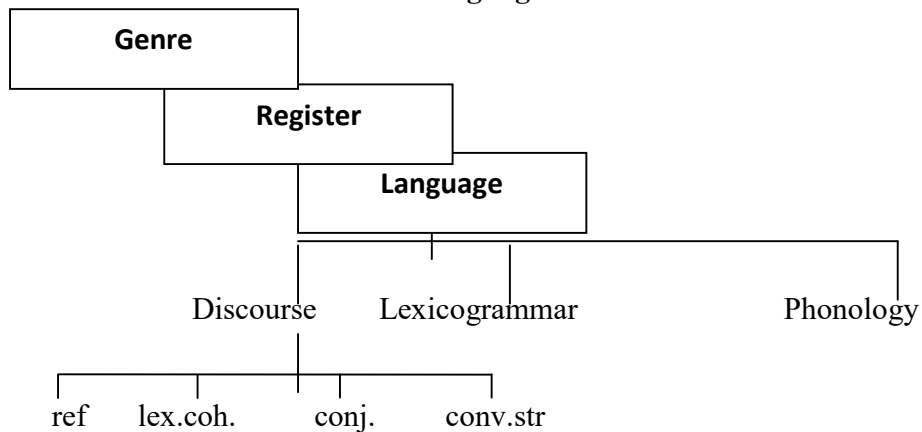 Genre
Register
Language
Discourse Lexicogrammar Phonology
ref lex.coh. conj. conv.str